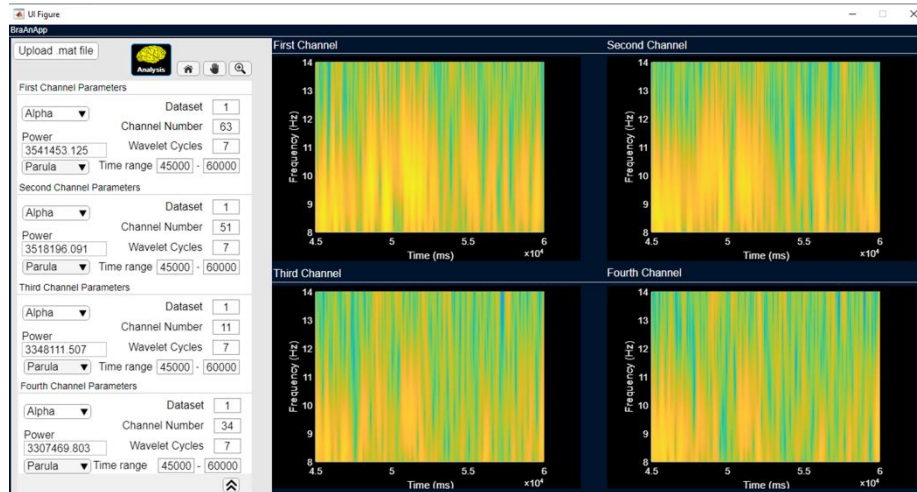 UI Figure
BraAnApp
Upload .mat file
Analysis
First Channel Parameters
Alpha
Dataset 1
Channel Number 63
Power
3541453.125
Wavelet Cycles 7
Parula
Time range 45000 - 60000
Second Channel Parameters
Alpha
Dataset 1
Channel Number 51
Power
3518196.091
Wavelet Cycles 7
Parula
Time range 45000 - 60000
Third Channel Parameters
Alpha
Dataset 1
Channel Number 11
Power
3348111.507
Wavelet Cycles 7
Parula
Time range 45000 - 60000
Fourth Channel Parameters
Alpha
Dataset 1
Channel Number 34
Power
3307469.803
Wavelet Cycles 7
Parula
Time range 45000 - 60000
First Channel
Frequency (Hz)
14
13
12
11
10
9
8
4.5 5 5.5 6
Time (ms) ×10⁴
Second Channel
Frequency (Hz)
14
13
12
11
10
9
8
4.5 5 5.5 6
Time (ms) ×10⁴
Third Channel
Frequency (Hz)
14
13
12
11
10
9
8
4.5 5 5.5 6
Time (ms) ×10⁴
Fourth Channel
Frequency (Hz)
14
13
12
11
10
9
8
4.5 5 5.5 6
Time (ms) ×10⁴